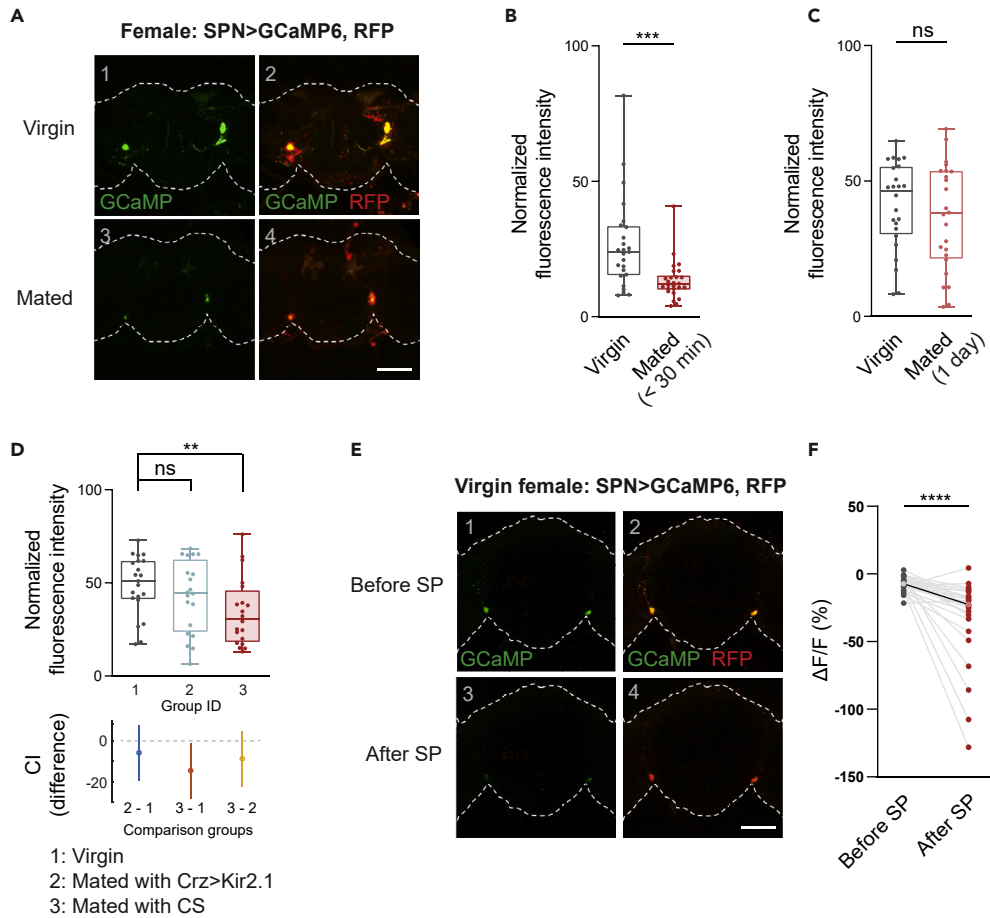 A
Female: SPN>GCaMP6, RFP
Virgin
1
2
GCaMP
GCaMP RFP
Mated
3
4
B
Normalized
fluorescence intensity
100
50
0
***
Virgin
Mated
(< 30 min)
C
Normalized
fluorescence intensity
100
50
0
ns
Virgin
Mated
(1 day)
D
Normalized
fluorescence intensity
100
50
0
**
ns
1 2 3
Group ID
CI
(difference)
0
-20
2 - 1 3 - 1 3 - 2
Comparison groups
1: Virgin
2: Mated with Crz>Kir2.1
3: Mated with CS
E
Virgin female: SPN>GCaMP6, RFP
Before SP
1
2
GCaMP
GCaMP RFP
After SP
3
4
F
ΔF/F (%)
50
0
-50
-100
-150
****
Before SP
After SP